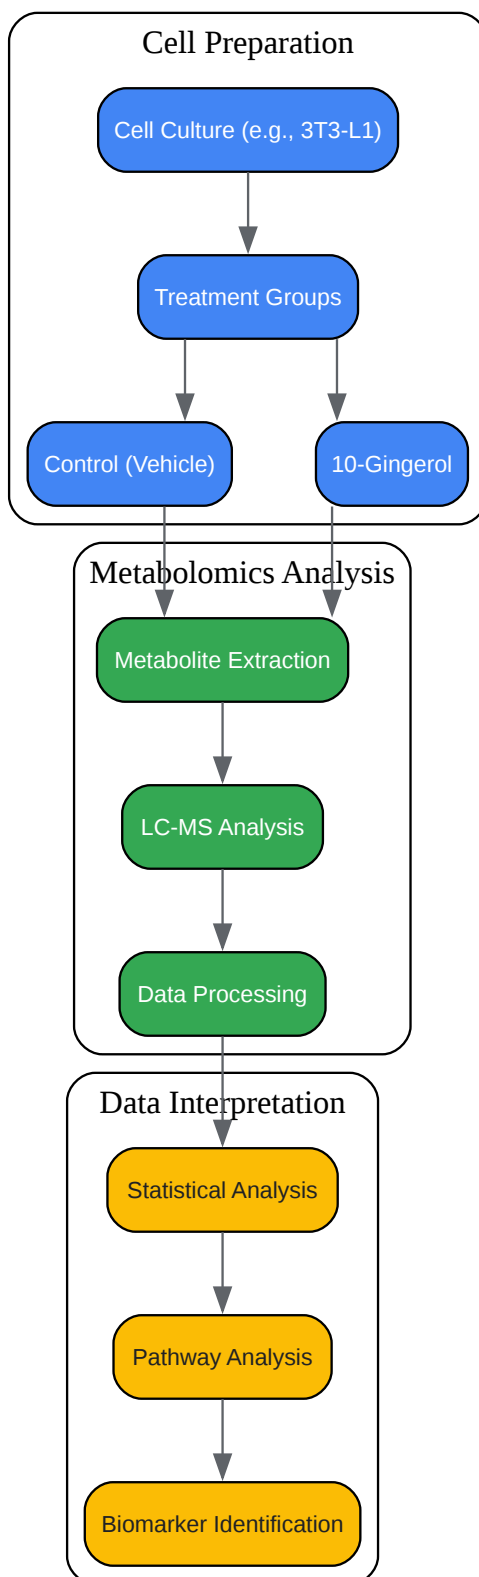 Cell Preparation
Cell Culture (e.g., 3T3-L1)
Treatment Groups
Control (Vehicle)
10-Gingerol
Metabolomics Analysis
Metabolite Extraction
LC-MS Analysis
Data Processing
Data Interpretation
Statistical Analysis
Pathway Analysis
Biomarker Identification